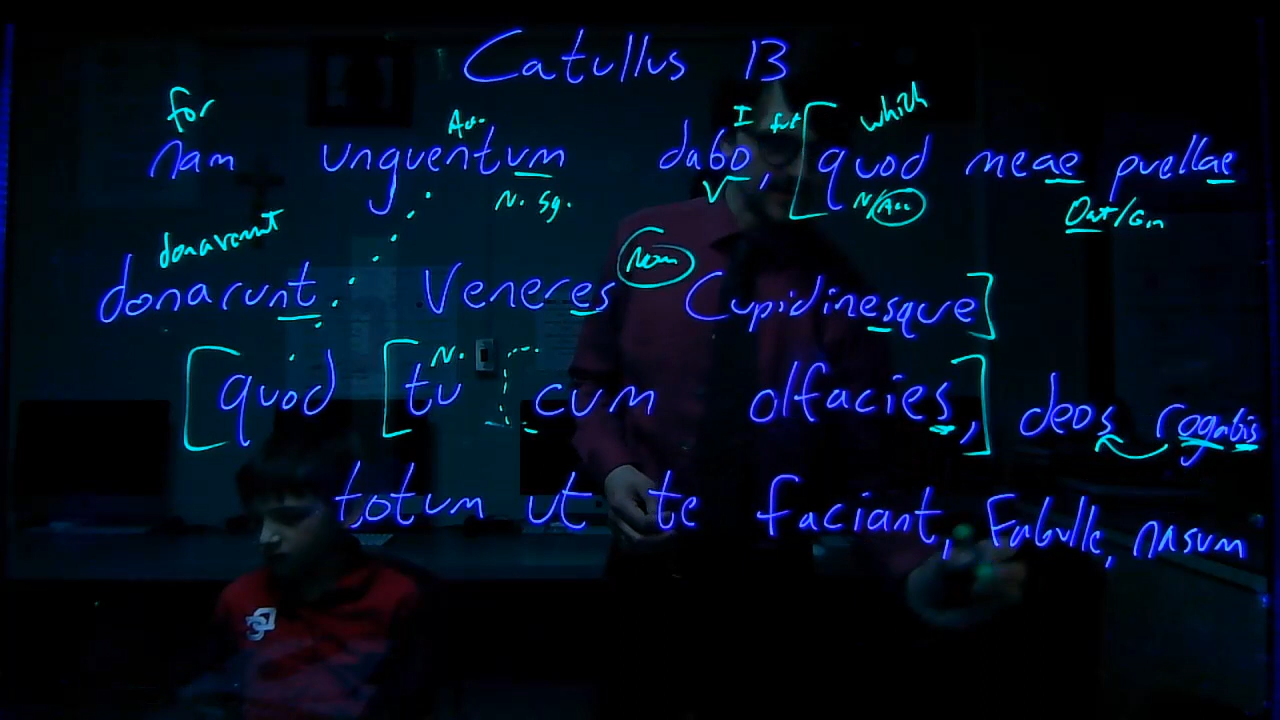 Catullus 13
for Acc. I fut which
nam unguentum dabo, [quod meae puellae
N. Sg. V N/Acc Dat/Gn
donaverunt Nom
donarunt Veneres Cupidinesque]
N.
[quod [tu cum olfacies,] deos rogabis
totum ut te faciant, Fabulle, nasum